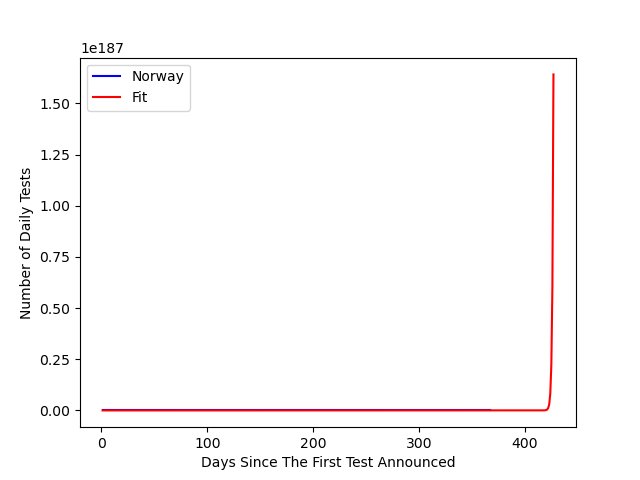 1e187
Norway
Fit
1.50
1.25
1.00
0.75
0.50
0.25
0.00
Number of Daily Tests
0 100 200 300 400
Days Since The First Test Announced